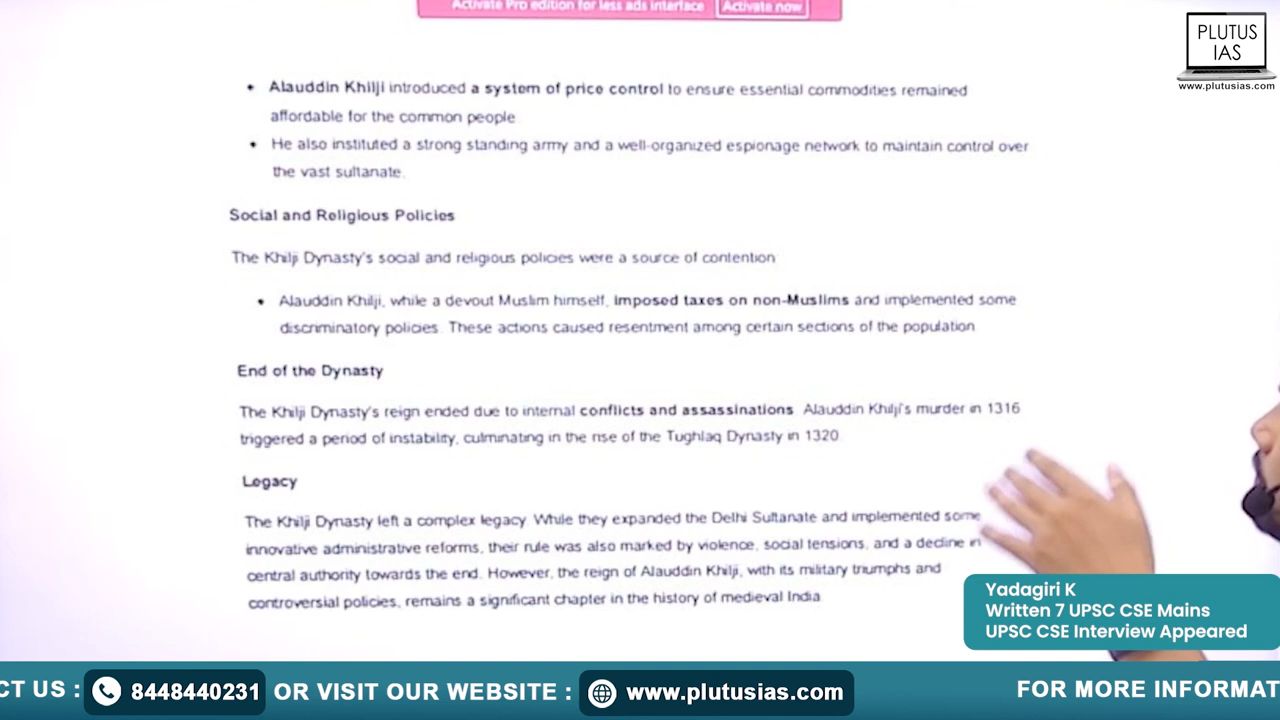 Activate Pro edition for less ads interface Activate now
PLUTUS
IAS
www.plutusias.com
• Alauddin Khilji introduced a system of price control to ensure essential commodities remained
affordable for the common people
• He also instituted a strong standing army and a well-organized espionage network to maintain control over
the vast sultanate.
Social and Religious Policies
The Khilji Dynasty's social and religious policies were a source of contention
• Alauddin Khilji, while a devout Muslim himself, imposed taxes on non-Muslims and implemented some
discriminatory policies. These actions caused resentment among certain sections of the population
End of the Dynasty
The Khilji Dynasty's reign ended due to internal conflicts and assassinations. Alauddin Khilji's murder in 1316
triggered a period of instability, culminating in the rise of the Tughlaq Dynasty in 1320
Legacy
The Khilji Dynasty left a complex legacy. While they expanded the Delhi Sultanate and implemented some
innovative administrative reforms, their rule was also marked by violence, social tensions, and a decline in
central authority towards the end. However, the reign of Alauddin Khilji, with its military triumphs and
controversial policies, remains a significant chapter in the history of medieval India
Yadagiri K
Written 7 UPSC CSE Mains
UPSC CSE Interview Appeared
CT US : 8448440231 OR VISIT OUR WEBSITE : www.plutusias.com FOR MORE INFORMAT